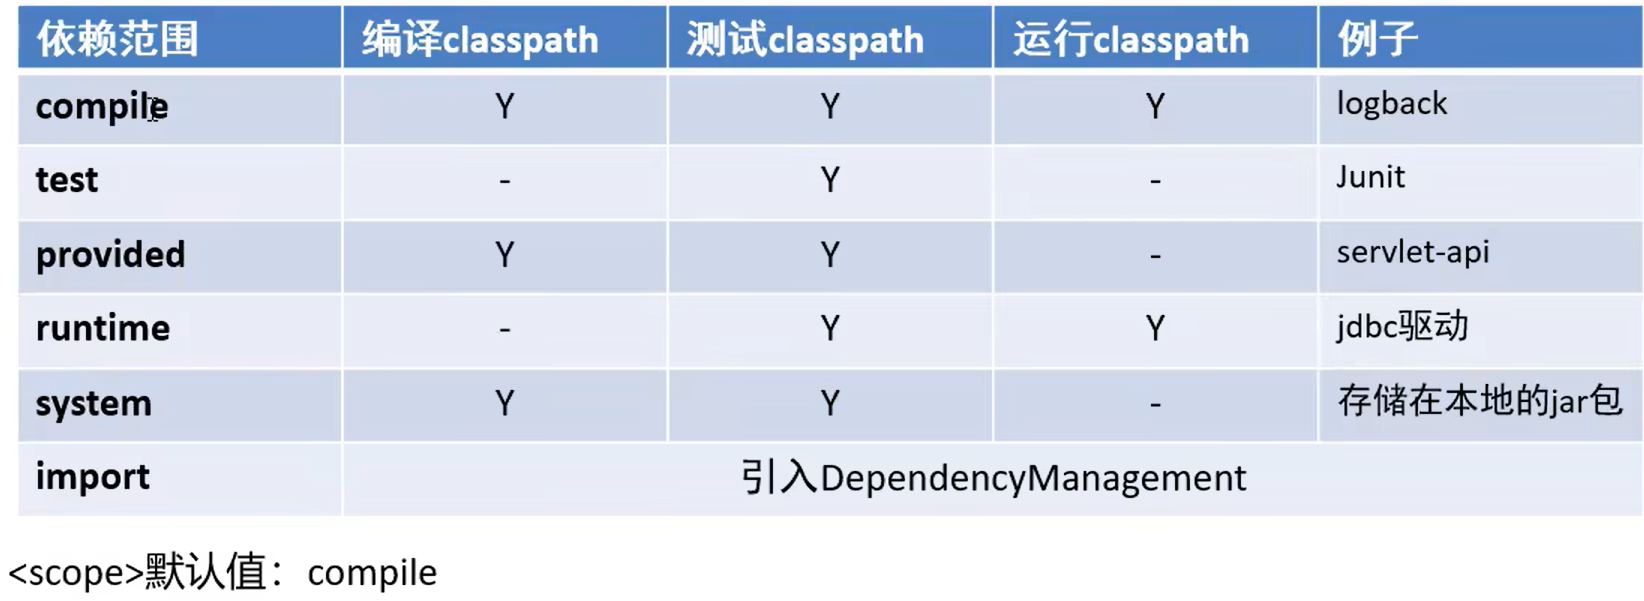 依赖范围 编译classpath 测试classpath 运行classpath 例子
compile Y Y Y logback
test - Y - Junit
provided Y Y - servlet-api
runtime - Y Y jdbc驱动
system Y Y - 存储在本地的jar包
import 引入DependencyManagement
<scope>默认值：compile